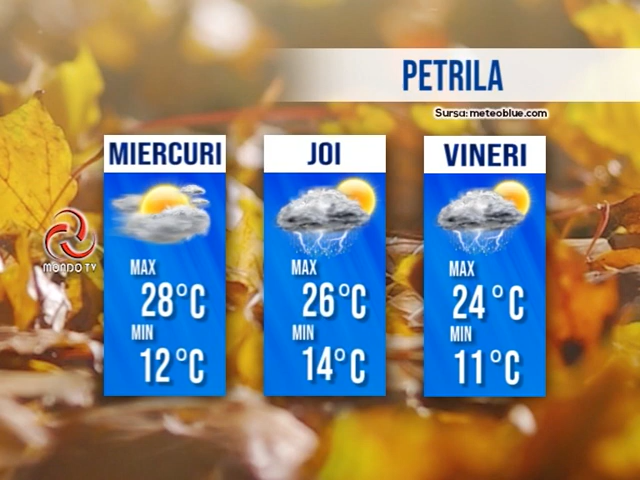 PETRILA
Sursa: meteoblue.com
MIERCURI
MAX
28°C
MIN
12°C
JOI
MAX
26°C
MIN
14°C
VINERI
MAX
24°C
MIN
11°C
MONDO TV